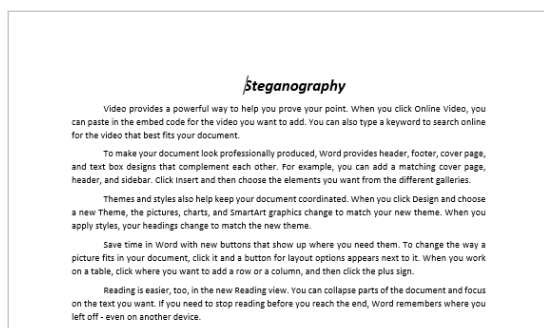 Steganography
Video provides a powerful way to help you prove your point. When you click Online Video, you
can paste in the embed code for the video you want to add. You can also type a keyword to search online
for the video that best fits your document.
To make your document look professionally produced, Word provides header, footer, cover page,
and text box designs that complement each other. For example, you can add a matching cover page,
header, and sidebar. Click Insert and then choose the elements you want from the different galleries.
Themes and styles also help keep your document coordinated. When you click Design and choose
a new Theme, the pictures, charts, and SmartArt graphics change to match your new theme. When you
apply styles, your headings change to match the new theme.
Save time in Word with new buttons that show up where you need them. To change the way a
picture fits in your document, click it and a button for layout options appears next to it. When you work
on a table, click where you want to add a row or a column, and then click the plus sign.
Reading is easier, too, in the new Reading view. You can collapse parts of the document and focus
on the text you want. If you need to stop reading before you reach the end, Word remembers where you
left off - even on another device.